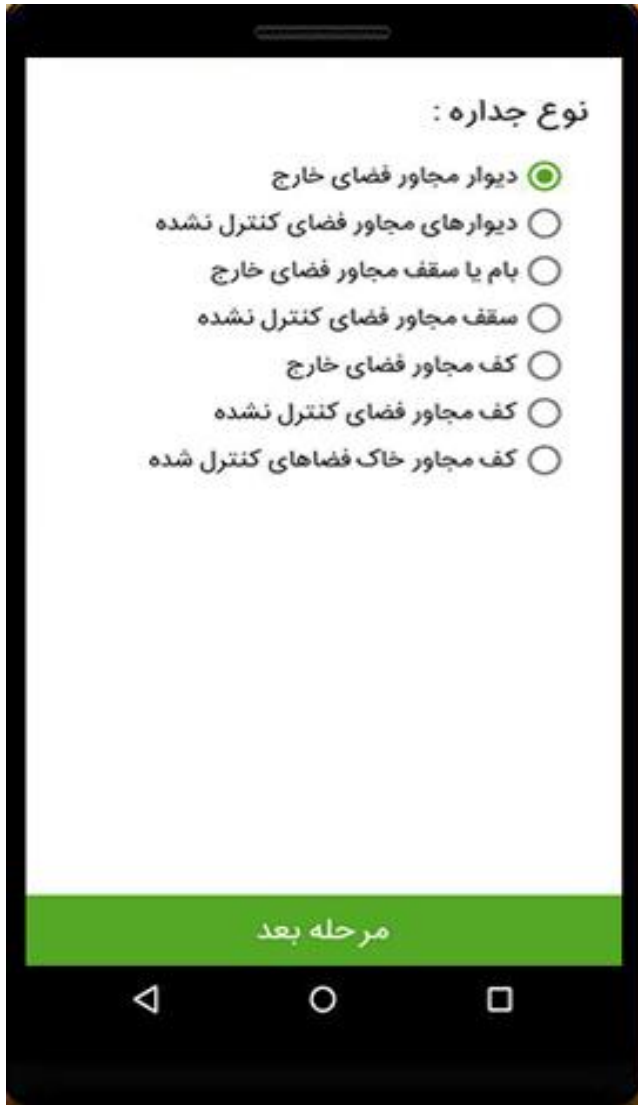 نوع جداره :
دیوار مجاور فضای خارج
دیوارهای مجاور فضای کنترل نشده
بام یا سقف مجاور فضای خارج
سقف مجاور فضای کنترل نشده
کف مجاور فضای خارج
کف مجاور فضای کنترل نشده
کف مجاور خاک فضاهای کنترل شده
مرحله بعد